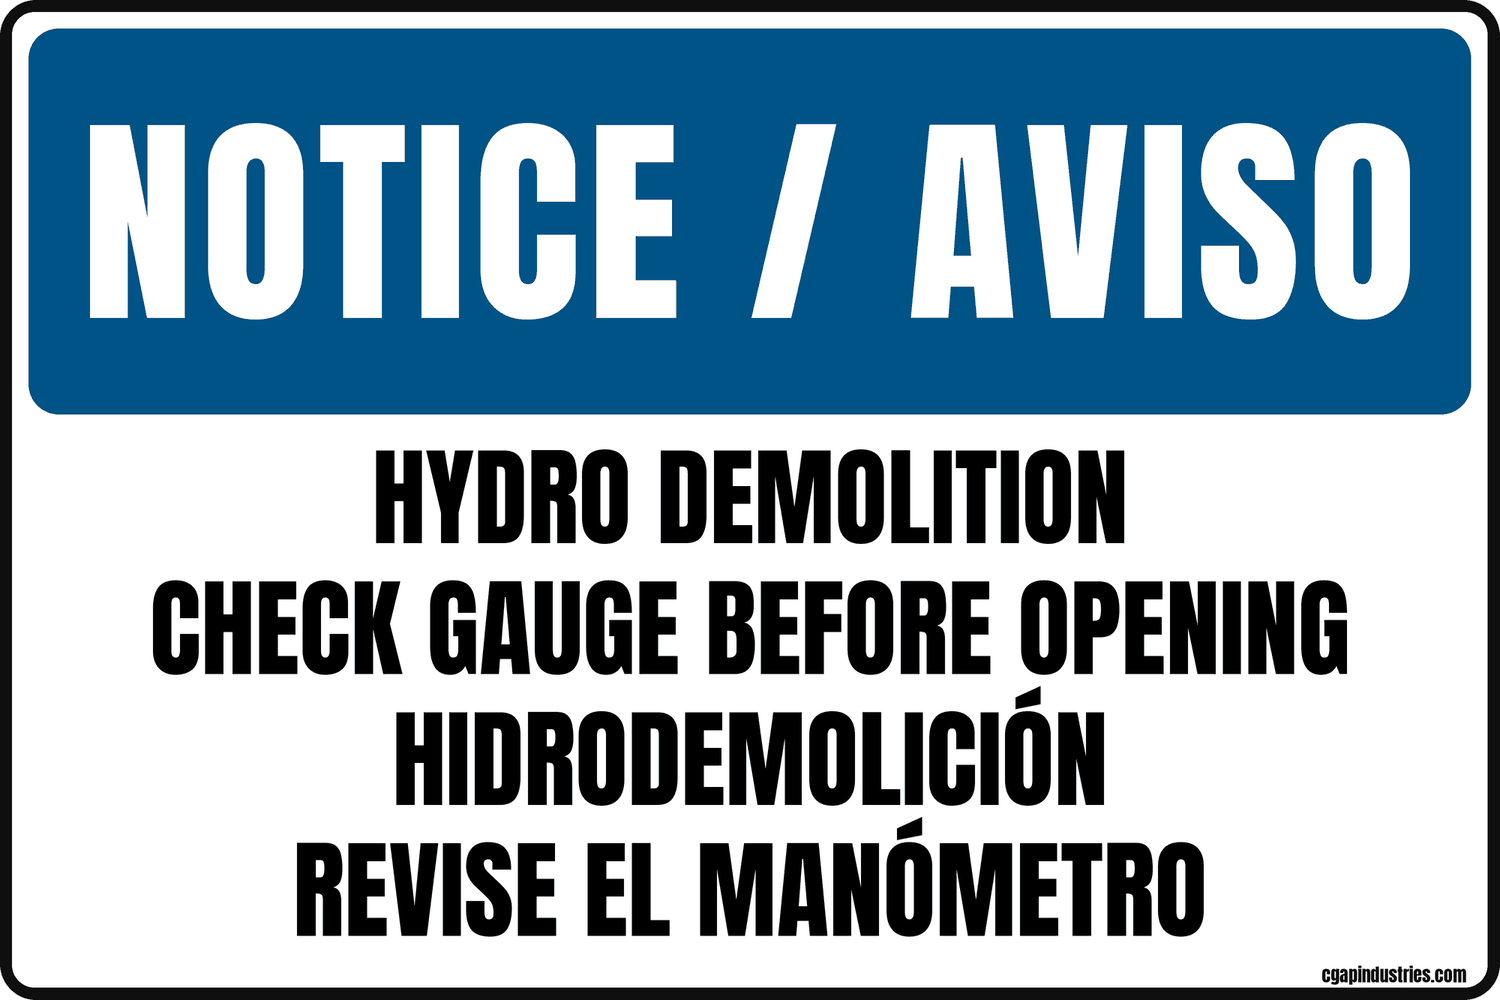 NOTICE / AVISO
HYDRO DEMOLITION
CHECK GAUGE BEFORE OPENING
HIDRODEMOLICIÓN
REVISE EL MANÓMETRO
cgapindustries.com